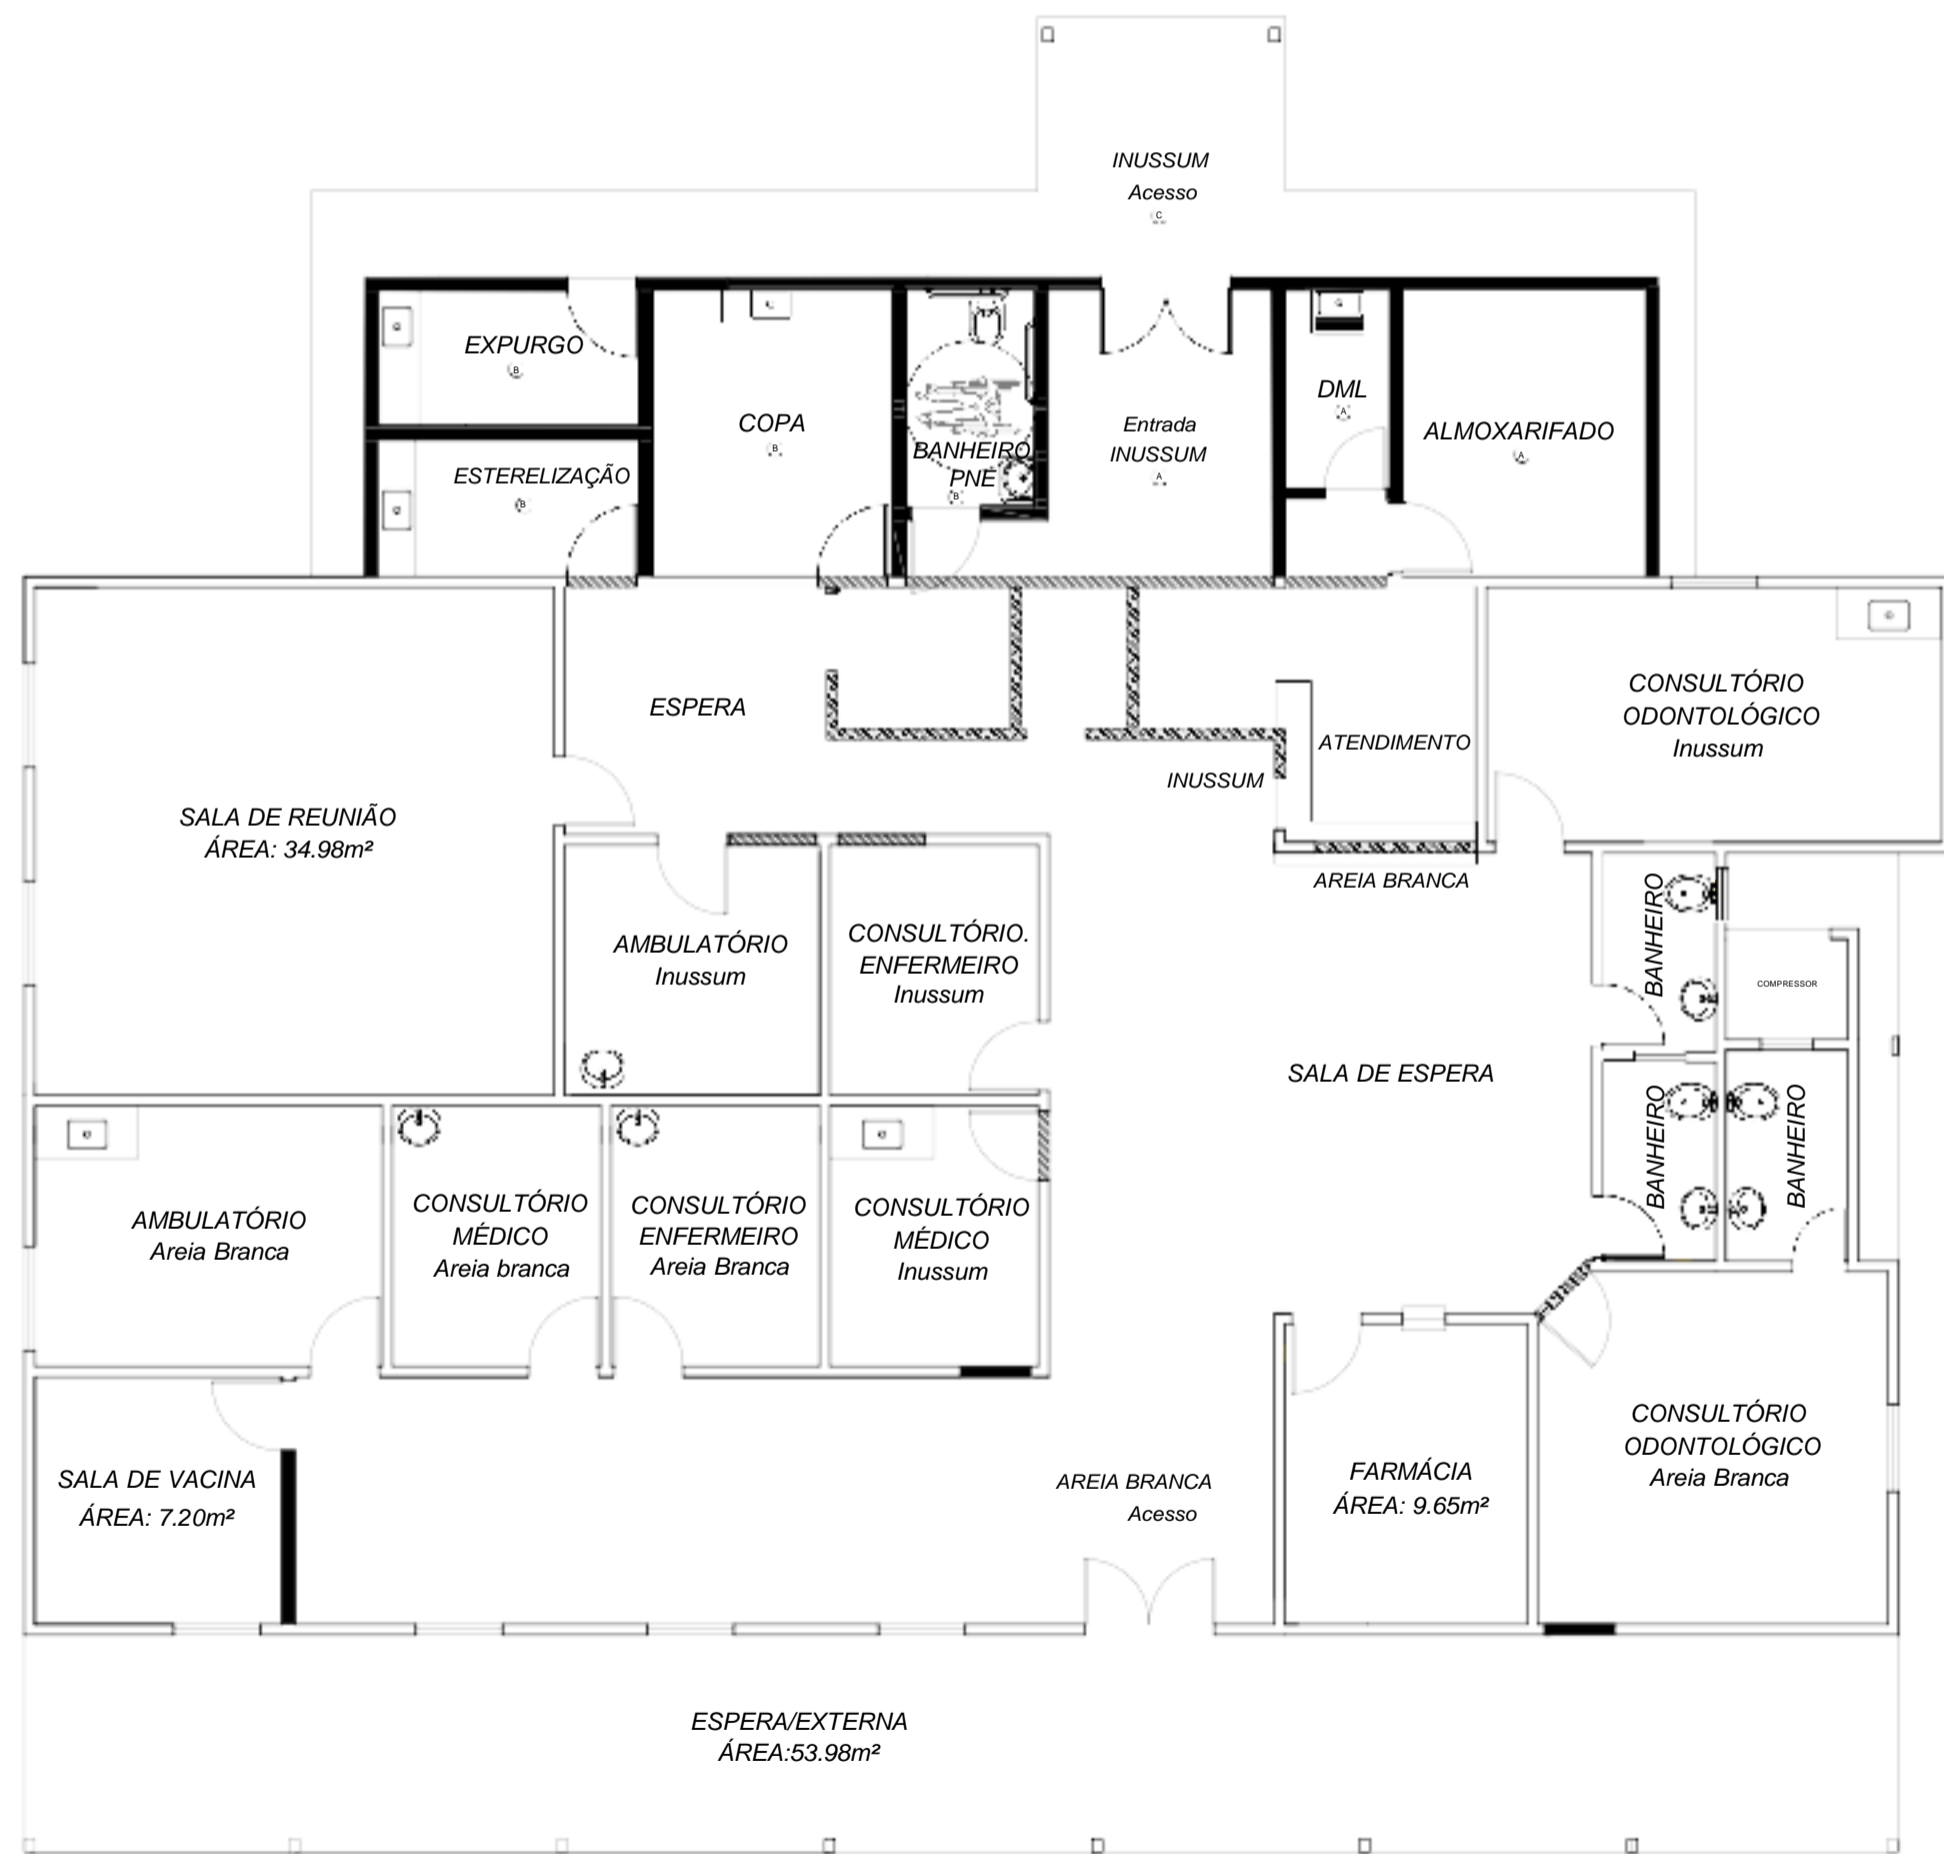 INUSSUM
Acesso
C
EXPURGO
B
ESTERELIZAÇÃO
B
COPA
B
BANHEIRO
PNE
B
Entrada
INUSSUM
A
DML
A
ALMOXARIFADO
A
ESPERA
SALA DE REUNIÃO
ÁREA: 34.98m²
ATENDIMENTO
INUSSUM
AREIA BRANCA
CONSULTÓRIO
ODONTOLÓGICO
Inussum
AMBULATÓRIO
Inussum
CONSULTÓRIO.
ENFERMEIRO
Inussum
BANHEIRO
COMPRESSOR
SALA DE ESPERA
BANHEIRO
BANHEIRO
AMBULATÓRIO
Areia Branca
CONSULTÓRIO
MÉDICO
Areia branca
CONSULTÓRIO
ENFERMEIRO
Areia Branca
CONSULTÓRIO
MÉDICO
Inussum
SALA DE VACINA
ÁREA: 7.20m²
AREIA BRANCA
Acesso
FARMÁCIA
ÁREA: 9.65m²
CONSULTÓRIO
ODONTOLÓGICO
Areia Branca
ESPERA/EXTERNA
ÁREA:53.98m²